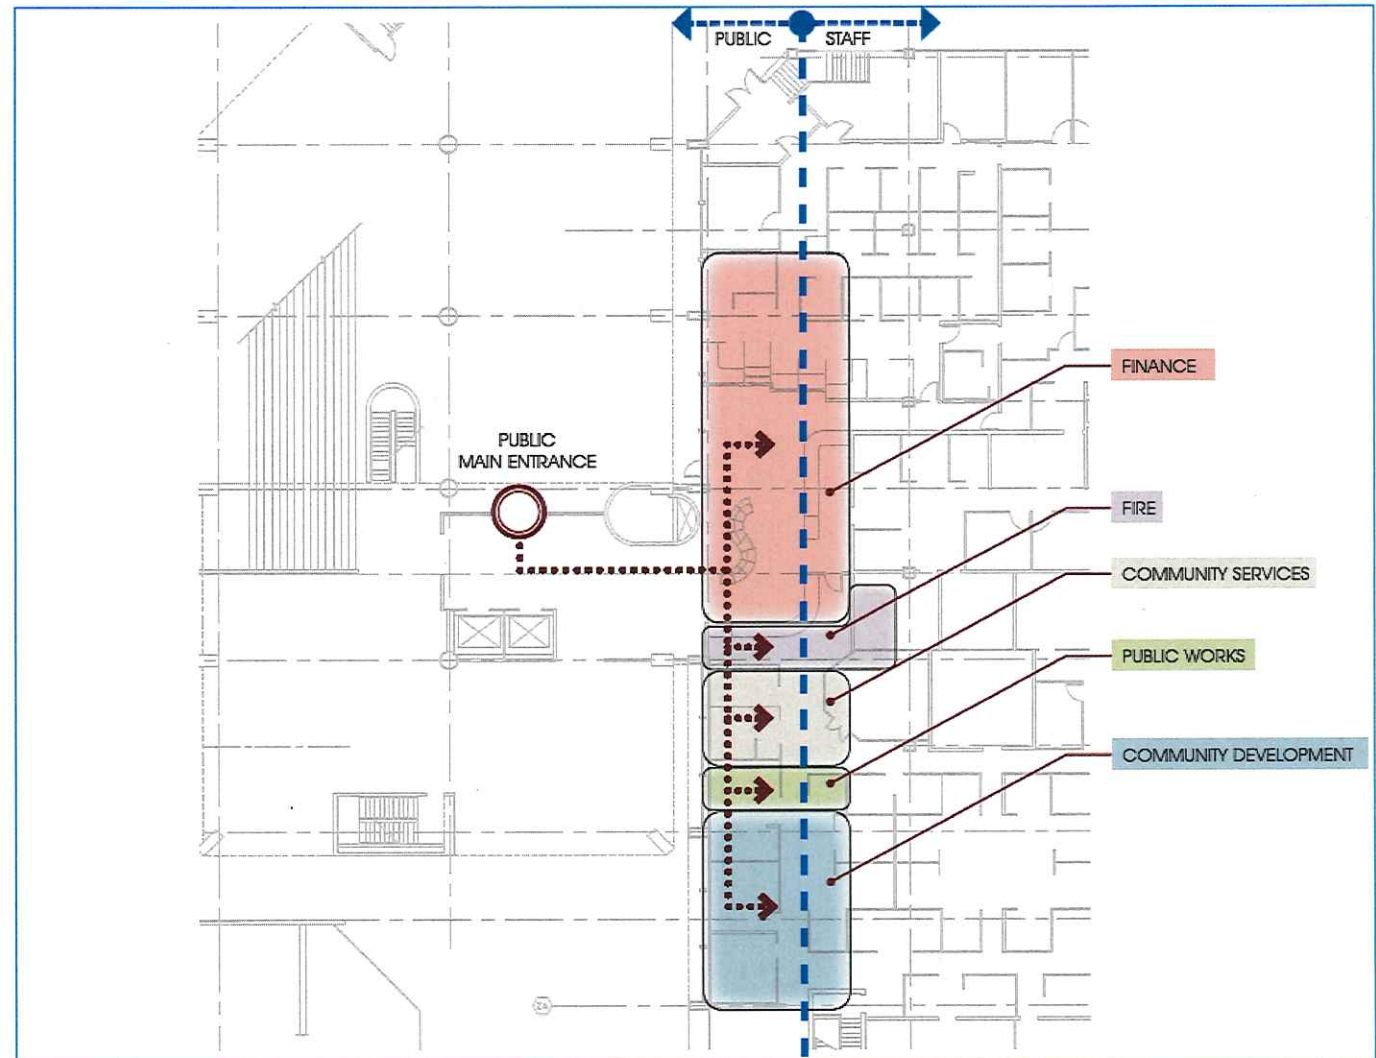 PUBLIC
STAFF
FINANCE
PUBLIC
MAIN ENTRANCE
FIRE
COMMUNITY SERVICES
PUBLIC WORKS
COMMUNITY DEVELOPMENT